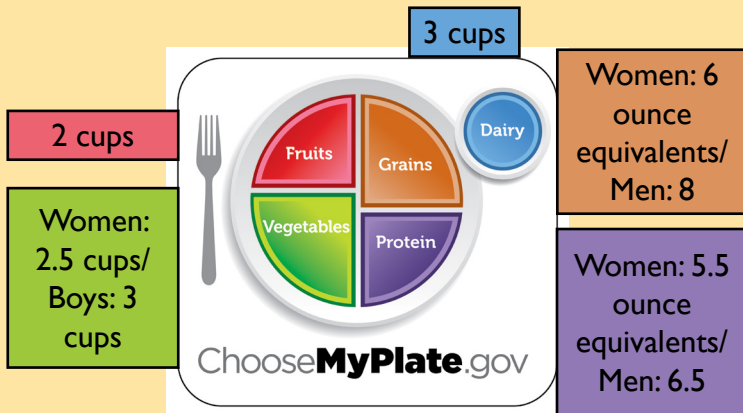 3 cups
2 cups
Women:
2.5 cups/
Boys: 3
cups
Fruits
Grains
Dairy
Vegetables
Protein
ChooseMyPlate.gov
Women: 6
ounce
equivalents/
Men: 8
Women: 5.5
ounce
equivalents/
Men: 6.5